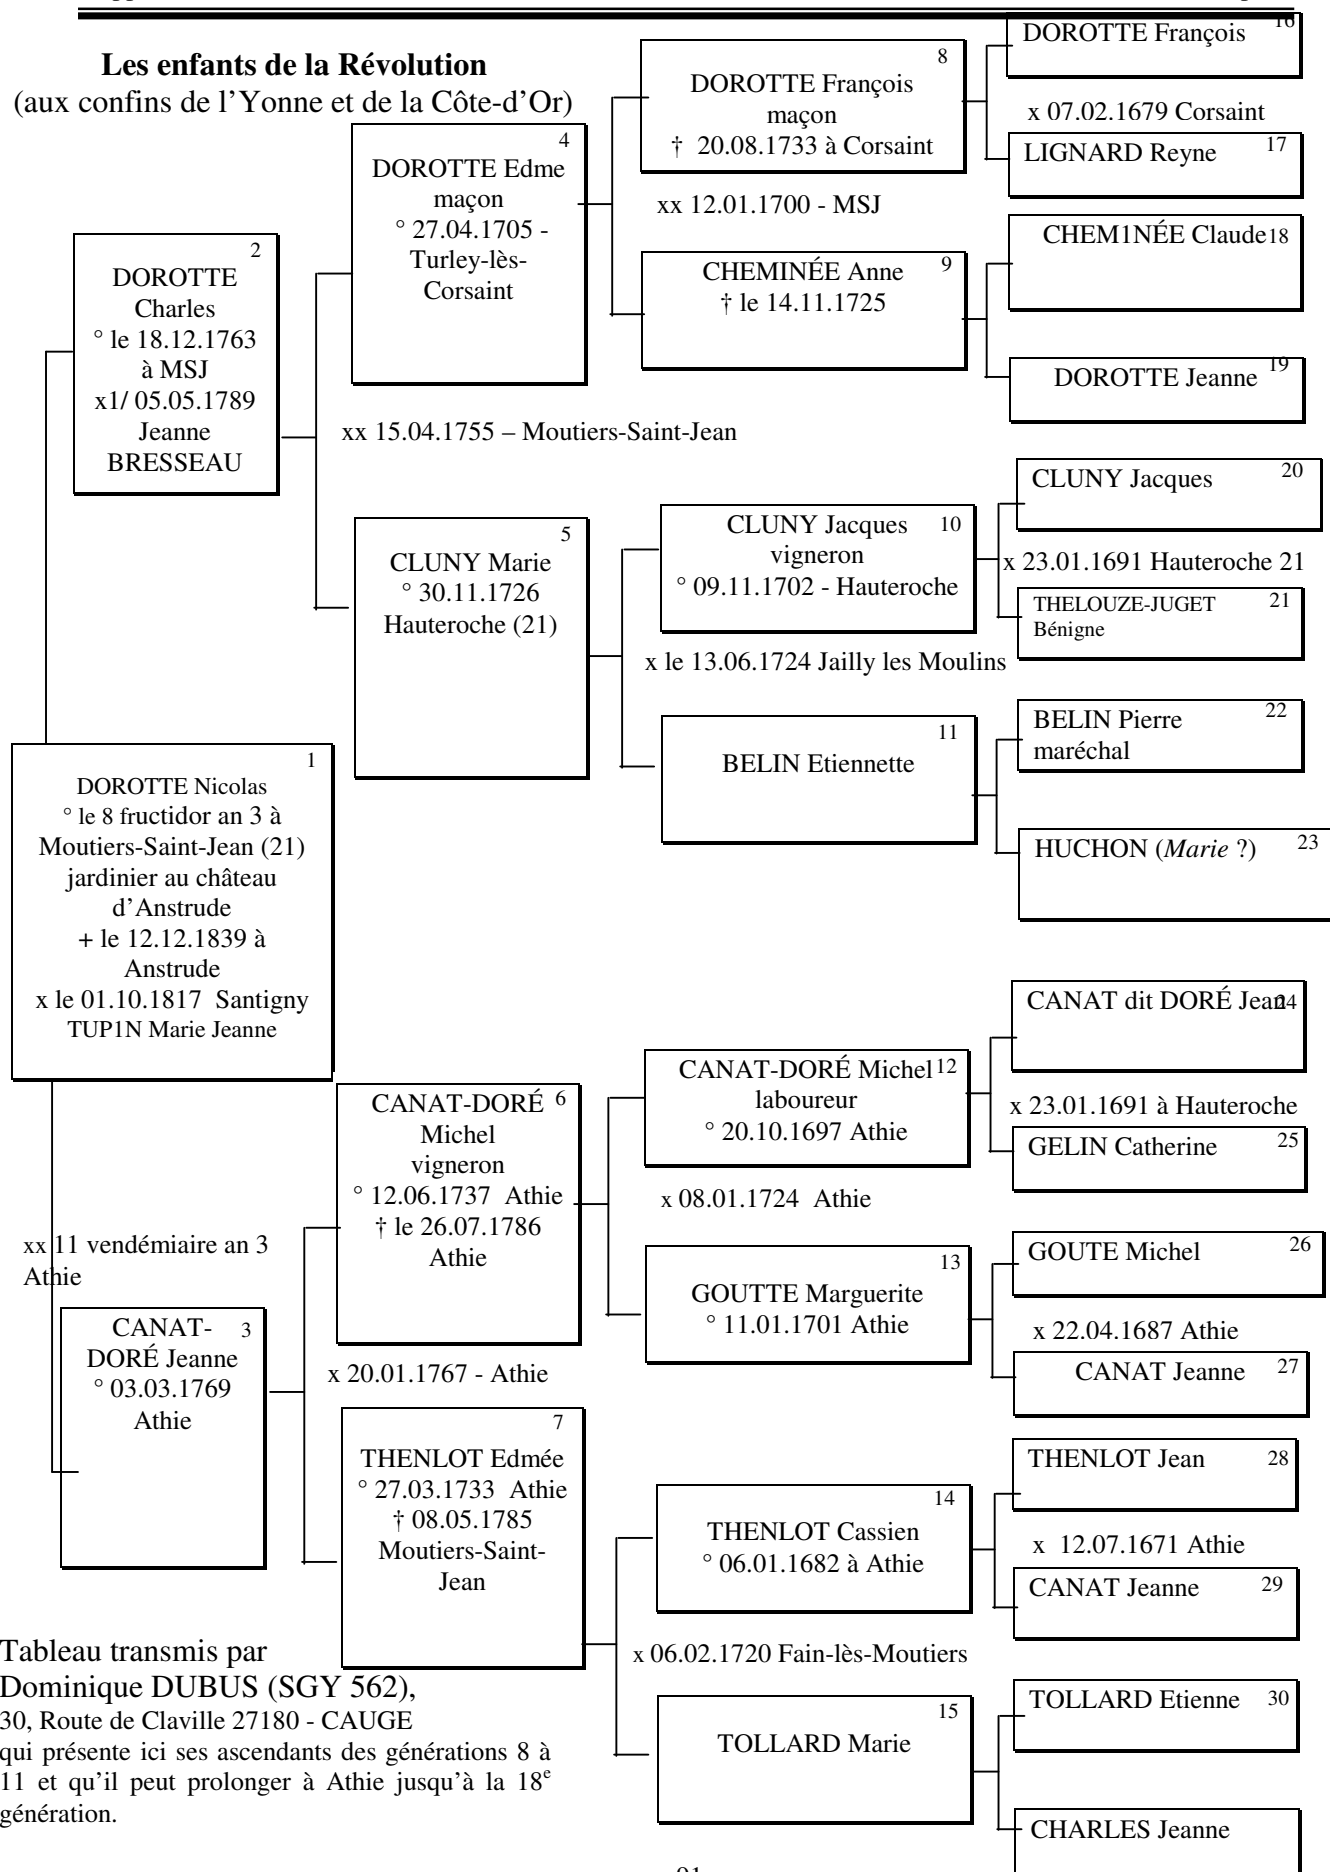 Les enfants de la Révolution
(aux confins de l'Yonne et de la Côte-d'Or)
1
DOROTTE Nicolas
° le 8 fructidor an 3 à
Moutiers-Saint-Jean (21)
jardinier au château
d'Anstrude
+ le 12.12.1839 à
Anstrude
x le 01.10.1817 Santigny
TUP1N Marie Jeanne
2
DOROTTE
Charles
° le 18.12.1763
à MSJ
x1/ 05.05.1789
Jeanne
BRESSEAU
xx 11 vendémiaire an 3
Athie
CANAT- 3
DORÉ Jeanne
° 03.03.1769
Athie
4
DOROTTE Edme
maçon
° 27.04.1705 -
Turley-lès-
Corsaint
xx 15.04.1755 – Moutiers-Saint-Jean
5
CLUNY Marie
° 30.11.1726
Hauteroche (21)
CANAT-DORÉ 6
Michel
vigneron
° 12.06.1737 Athie
† le 26.07.1786
Athie
x 20.01.1767 - Athie
7
THENLOT Edmée
° 27.03.1733 Athie
† 08.05.1785
Moutiers-Saint-
Jean
8
DOROTTE François
maçon
† 20.08.1733 à Corsaint
xx 12.01.1700 - MSJ
CHEMINÉE Anne 9
† le 14.11.1725
CLUNY Jacques 10
vigneron
° 09.11.1702 - Hauteroche
x le 13.06.1724 Jailly les Moulins
11
BELIN Etiennette
CANAT-DORÉ Michel 12
laboureur
° 20.10.1697 Athie
x 08.01.1724 Athie
13
GOUTTE Marguerite
° 11.01.1701 Athie
14
THENLOT Cassien
° 06.01.1682 à Athie
x 06.02.1720 Fain-lès-Moutiers
15
TOLLARD Marie
DOROTTE François 16
x 07.02.1679 Corsaint
LIGNARD Reyne 17
CHEM1NÉE Claude 18
DOROTTE Jeanne 19
CLUNY Jacques 20
x 23.01.1691 Hauteroche 21
THELOUZE-JUGET 21
Bénigne
BELIN Pierre 22
maréchal
HUCHON (Marie ?) 23
CANAT dit DORÉ Jean 24
x 23.01.1691 à Hauteroche
GELIN Catherine 25
GOUTE Michel 26
x 22.04.1687 Athie
CANAT Jeanne 27
THENLOT Jean 28
x 12.07.1671 Athie
CANAT Jeanne 29
TOLLARD Etienne 30
CHARLES Jeanne
Tableau transmis par
Dominique DUBUS (SGY 562),
30, Route de Claville 27180 - CAUGE
qui présente ici ses ascendants des générations 8 à
11 et qu'il peut prolonger à Athie jusqu'à la 18e
génération.